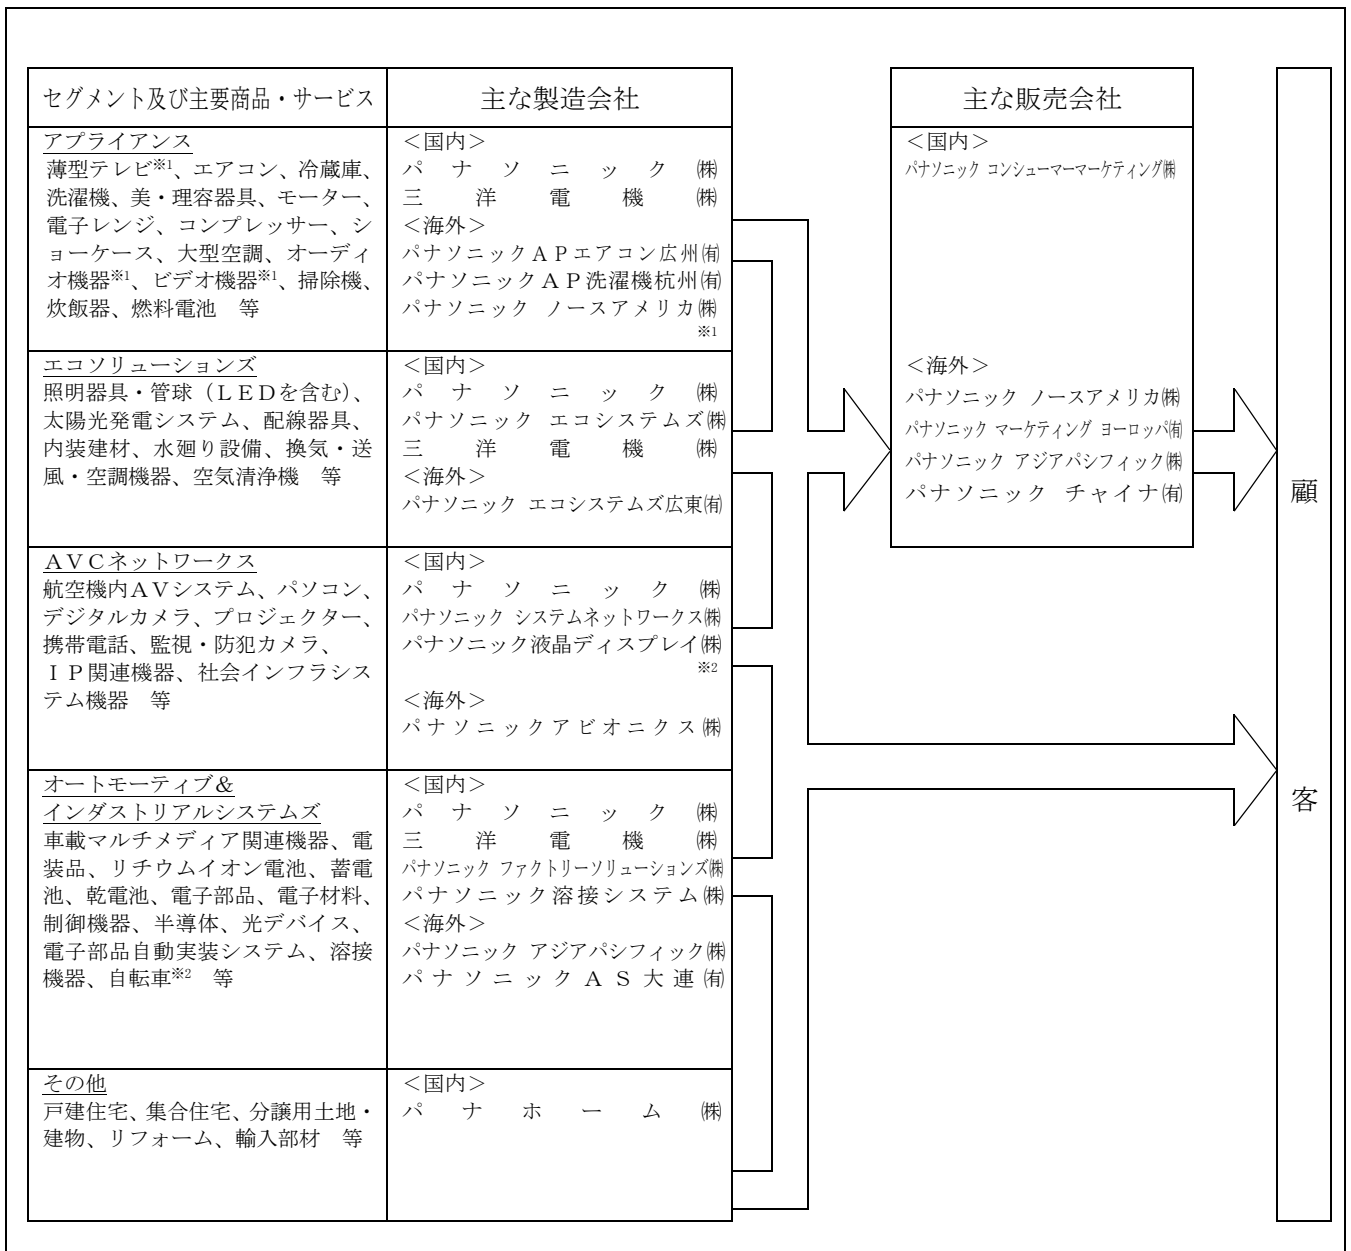 セグメント及び主要商品・サービス
主な製造会社
アプライアンス
薄型テレビ※1、エアコン、冷蔵庫、
洗濯機、美・理容器具、モーター、
電子レンジ、コンプレッサー、シ
ョーケース、大型空調、オーディ
オ機器※1、ビデオ機器※1、掃除機、
炊飯器、燃料電池　等
＜国内＞
パナソニック㈱
三洋電機㈱
＜海外＞
パナソニックＡＰエアコン広州㈲
パナソニックＡＰ洗濯機杭州㈲
パナソニック ノースアメリカ㈱
※1
エコソリューションズ
照明器具・管球（ＬＥＤを含む）、
太陽光発電システム、配線器具、
内装建材、水廻り設備、換気・送
風・空調機器、空気清浄機　等
＜国内＞
パナソニック㈱
パナソニック エコシステムズ㈱
三洋電機㈱
＜海外＞
パナソニック エコシステムズ広東㈲
ＡＶＣネットワークス
航空機内ＡＶシステム、パソコン、
デジタルカメラ、プロジェクター、
携帯電話、監視・防犯カメラ、
ＩＰ関連機器、社会インフラシス
テム機器　等
＜国内＞
パナソニック㈱
パナソニック システムネットワークス㈱
パナソニック液晶ディスプレイ㈱
※2
＜海外＞
パナソニックアビオニクス㈱
オートモーティブ＆
インダストリアルシステムズ
車載マルチメディア関連機器、電
装品、リチウムイオン電池、蓄電
池、乾電池、電子部品、電子材料、
制御機器、半導体、光デバイス、
電子部品自動実装システム、溶接
機器、自転車※2　等
＜国内＞
パナソニック㈱
三洋電機㈱
パナソニック ファクトリーソリューションズ㈱
パナソニック溶接システム㈱
＜海外＞
パナソニック アジアパシフィック㈱
パナソニックＡＳ大連㈲
その他
戸建住宅、集合住宅、分譲用土地・
建物、リフォーム、輸入部材　等
＜国内＞
パナホーム㈱
主な販売会社
＜国内＞
パナソニック コンシューマーマーケティング㈱
＜海外＞
パナソニック ノースアメリカ㈱
パナソニック マーケティング ヨーロッパ㈲
パナソニック アジアパシフィック㈱
パナソニック チャイナ㈲
顧客